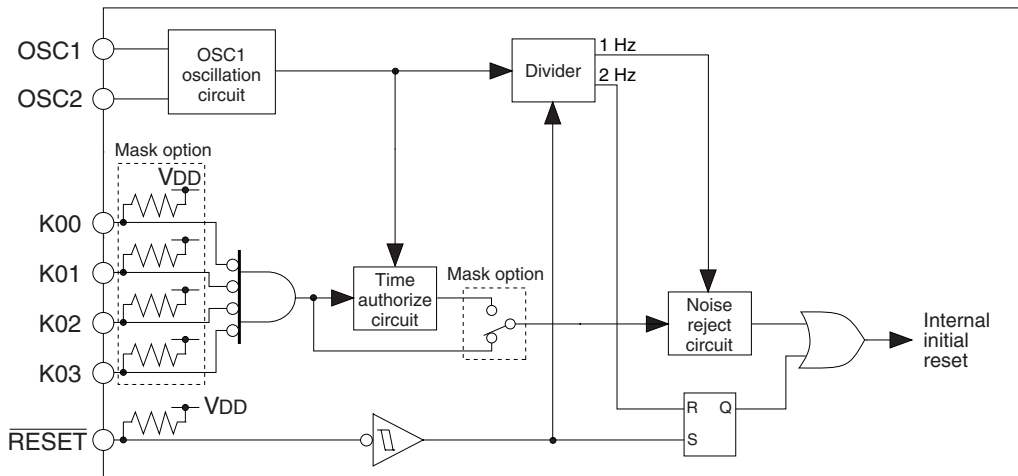 OSC1
OSC2
OSC1
oscillation
circuit
Divider
1 Hz
2 Hz
Mask option
VDD
K00
K01
K02
K03
Time
authorize
circuit
Mask option
Noise
reject
circuit
Internal
initial
reset
RESET
VDD
R
Q
S